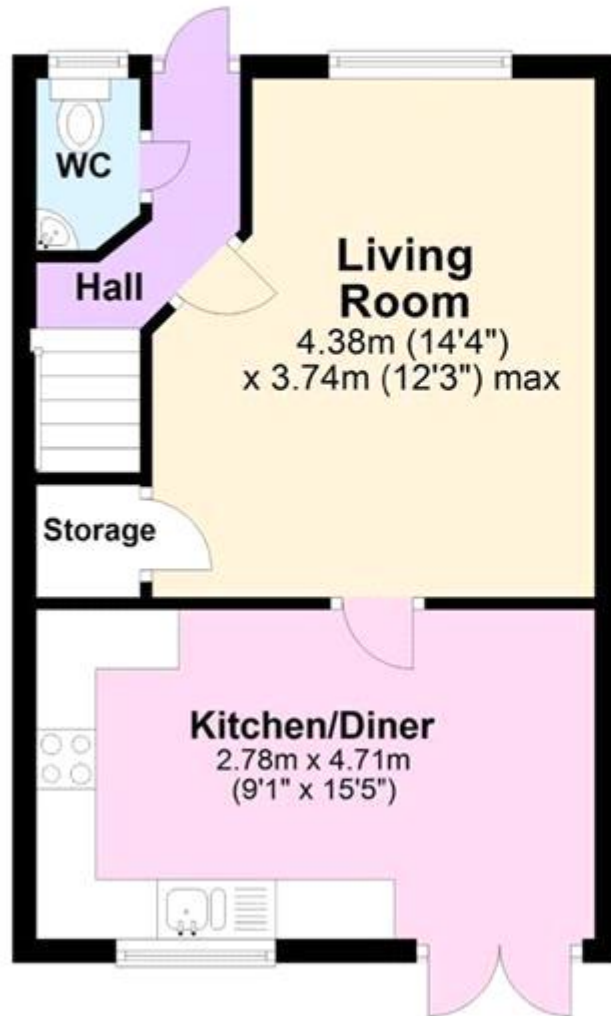 WC
Hall
Living
Room
4.38m (14'4")
x 3.74m (12'3") max
Storage
Kitchen/Diner
2.78m x 4.71m
(9'1" x 15'5")